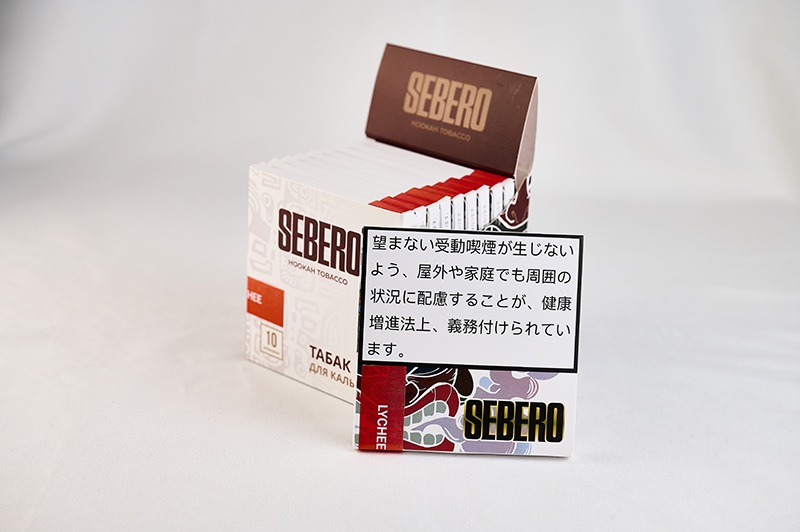 SEBERO
HOOKAH TOBACCO
SEBERO
HOOKAH TOBACCO
10
ТАБАК
ДЛЯ
望まない受動喫煙が生じない
よう、屋外や家庭でも周囲の
状況に配慮することが、健康
増進法上、義務付けられてい
ます。
LYCHEE
SEBERO